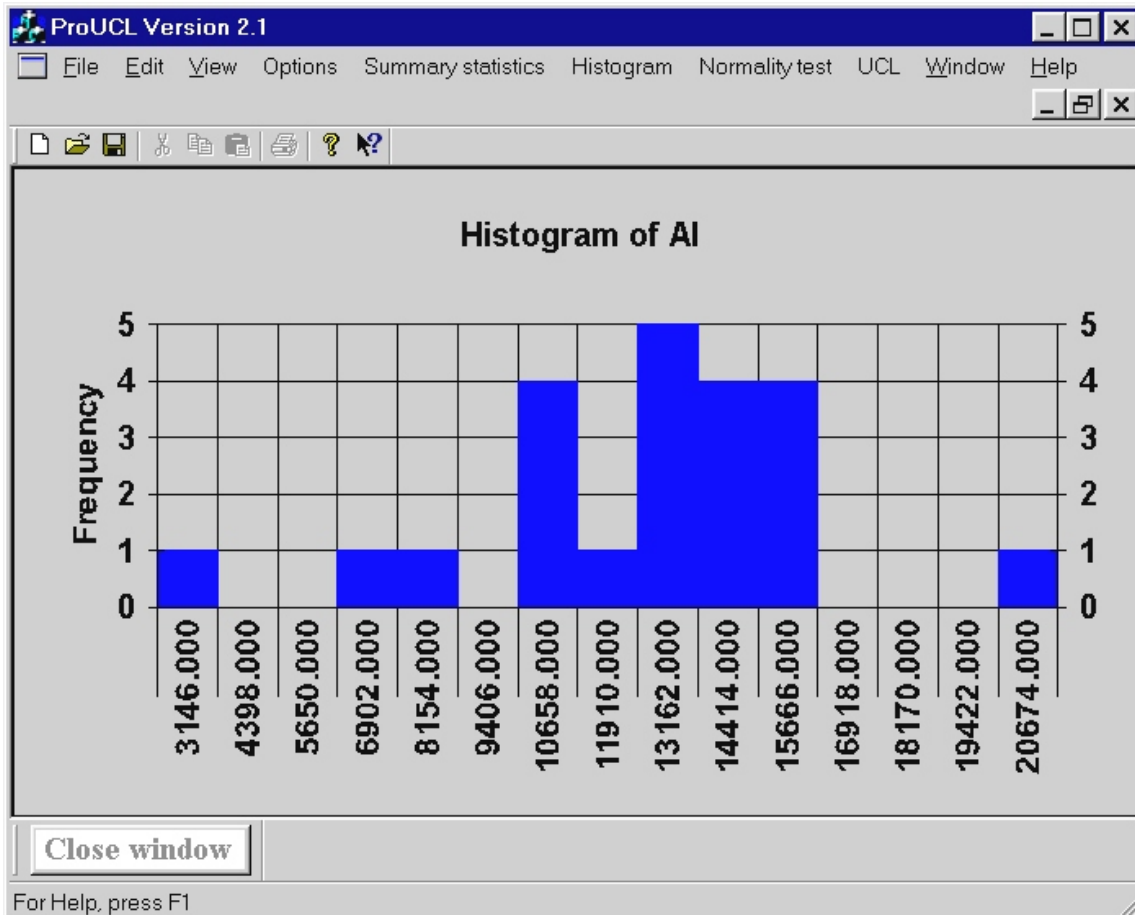 ProUCL Version 2.1
File Edit View Options Summary statistics Histogram Normality test UCL Window Help
Histogram of Al
Frequency
5 5
4 4
3 3
2 2
1 1
0 0
3146.000 4398.000 5650.000 6902.000 8154.000 9406.000 10658.000 11910.000 13162.000 14414.000 15666.000 16918.000 18170.000 19422.000 20674.000
Close window
For Help, press F1